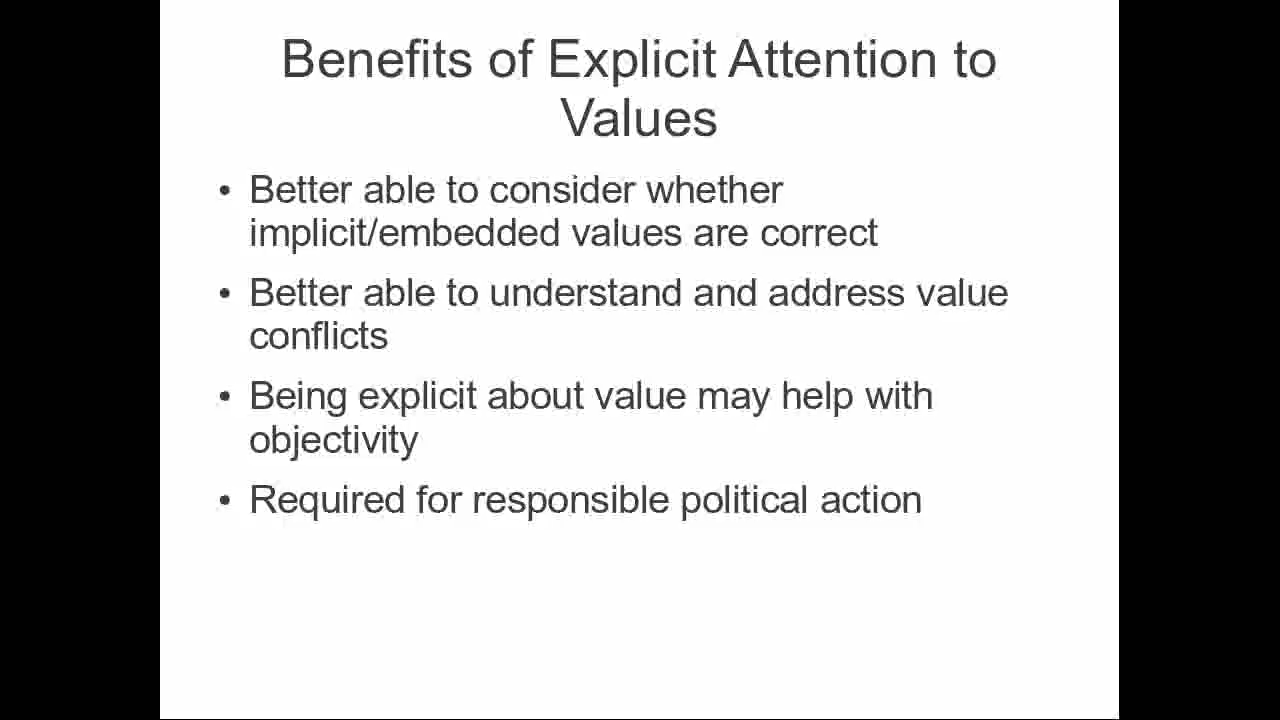 Benefits of Explicit Attention to
Values
• Better able to consider whether
implicit/embedded values are correct
• Better able to understand and address value
conflicts
• Being explicit about value may help with
objectivity
• Required for responsible political action